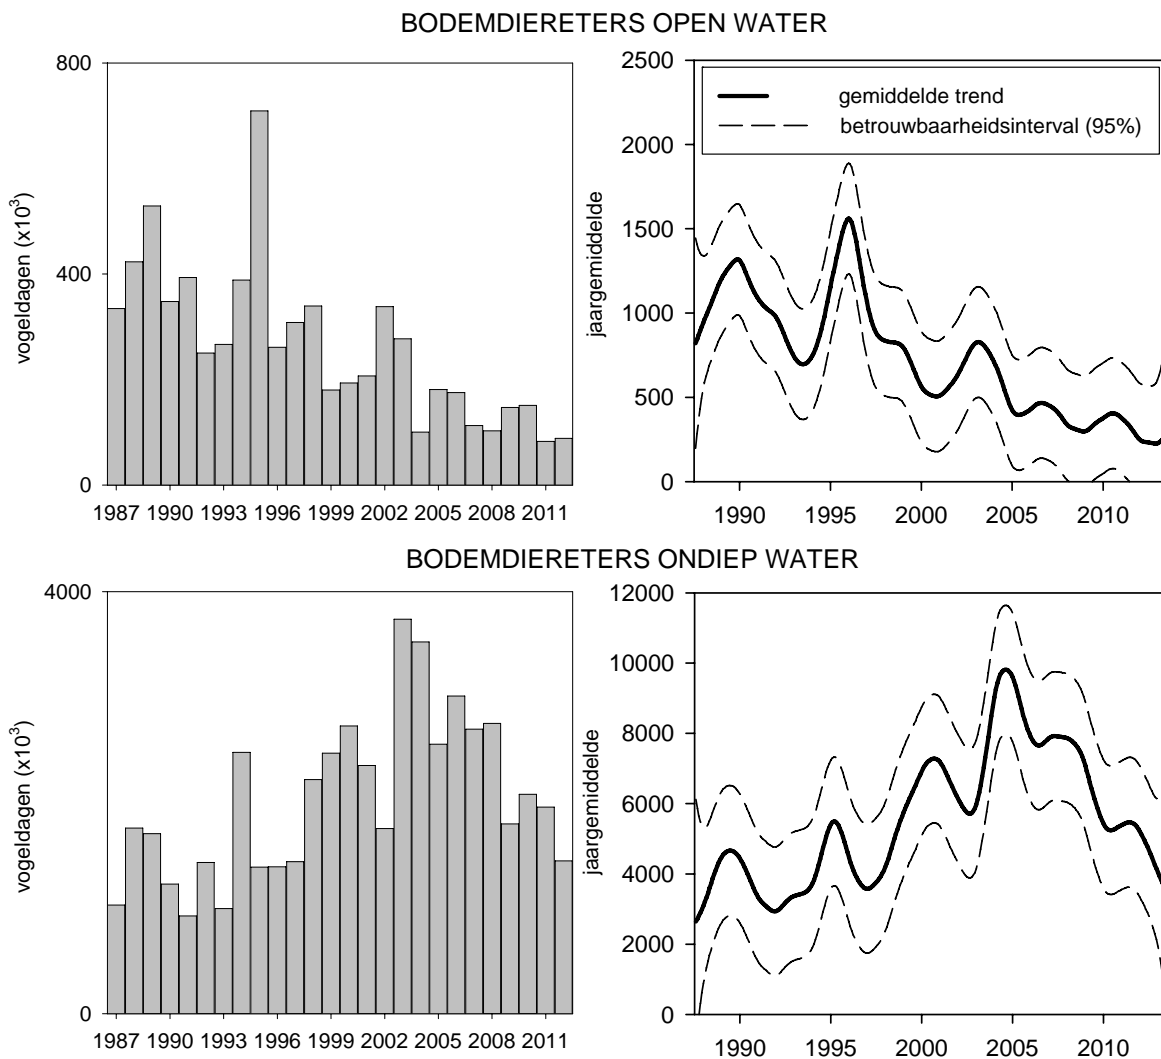 BODEMDIERETERS OPEN WATER
800
400
0
vogeldagen (x10³)
1987 1990 1993 1996 1999 2002 2005 2008 2011
2500
2000
1500
1000
500
0
jaargemiddelde
gemiddelde trend
betrouwbaarheidsinterval (95%)
1990 1995 2000 2005 2010
BODEMDIERETERS ONDIEP WATER
4000
0
vogeldagen (x10³)
1987 1990 1993 1996 1999 2002 2005 2008 2011
12000
10000
8000
6000
4000
2000
0
jaargemiddelde
1990 1995 2000 2005 2010